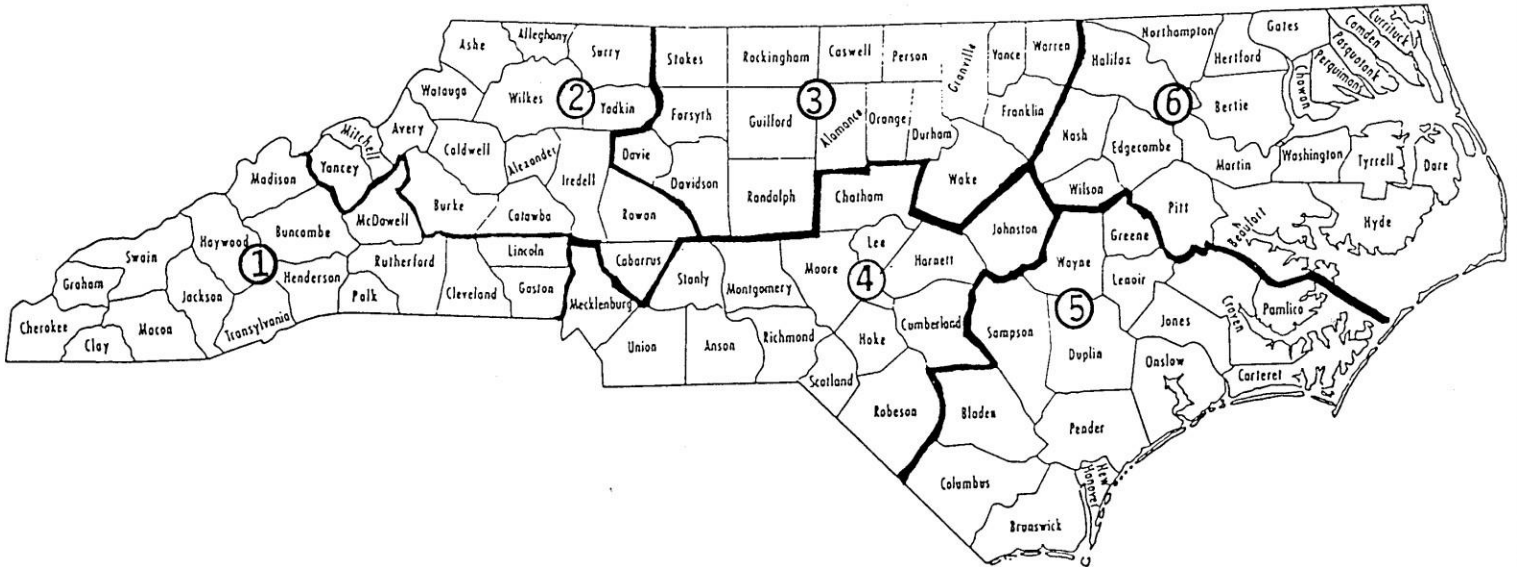 Ashe
Alleghany
Surry
Stokes
Rockingham
Caswell
Person
Granville
Vance
Warren
Northampton
Gates
Currituck
Camden
Pasquotank
Perquimans
Chowan
Halifax
Hertford
Watauga
Wilkes
2
Yadkin
Forsyth
Guilford
3
Alamance
Orange
Durham
Franklin
Nash
6
Bertie
Mitchell
Avery
Caldwell
Alexander
Iredell
Davie
Davidson
Randolph
Chatham
Wake
Edgecombe
Wilson
Martin
Washington
Tyrrell
Dare
Madison
Yancey
McDowell
Burke
Catawba
Rowan
Johnston
Greene
Pitt
Beaufort
Hyde
Swain
Haywood
Buncombe
1
Henderson
Rutherford
Lincoln
Cabarrus
Stanly
Montgomery
Moore
Lee
4
Harnett
Wayne
Lenoir
Graham
Jackson
Transylvania
Polk
Cleveland
Gaston
Mecklenburg
Cherokee
Clay
Macon
Union
Anson
Richmond
Hoke
Cumberland
Sampson
5
Duplin
Jones
Craven
Pamlico
Scotland
Robeson
Bladen
Pender
Onslow
Carteret
Columbus
New
Hanover
Brunswick